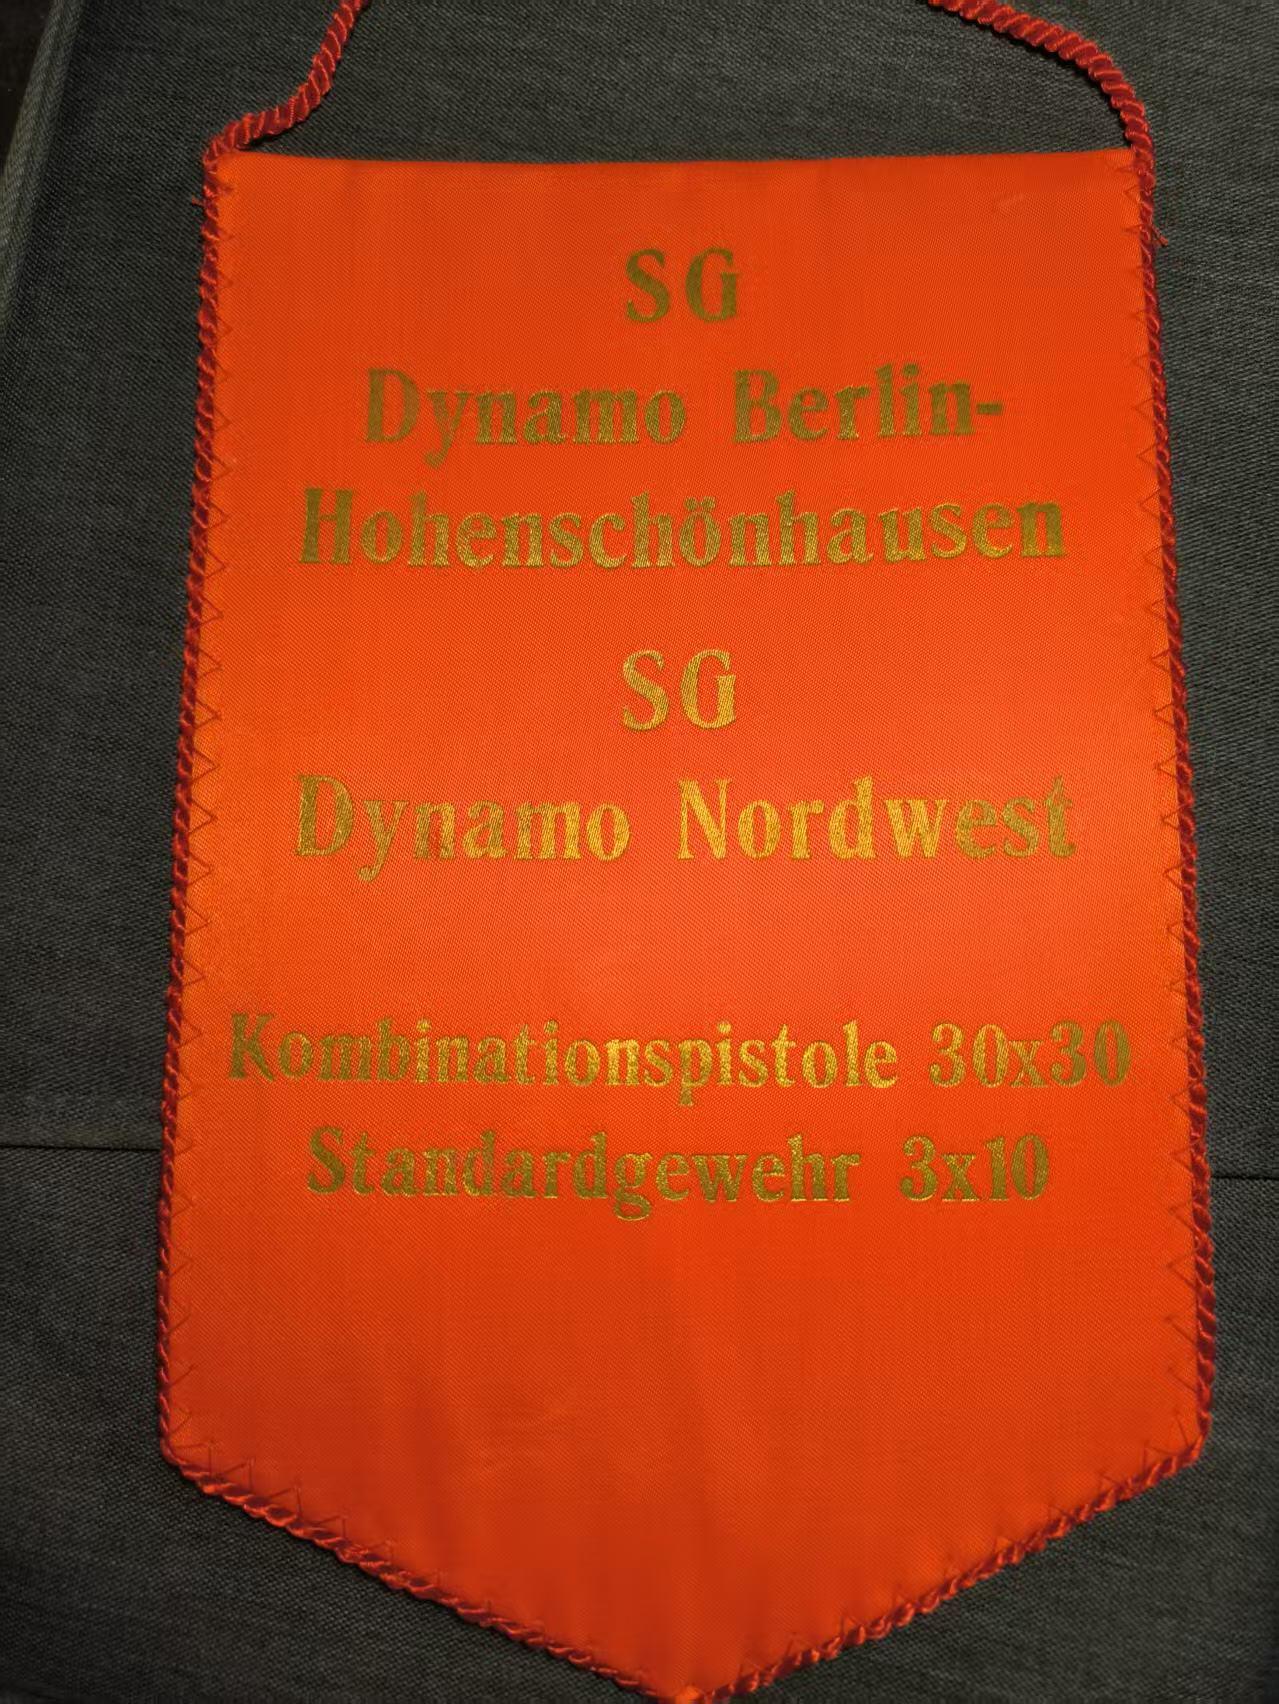 SG
Dynamo Berlin-
Hohenschönhausen
SG
Dynamo Nordwest
Kombinationspistole 30x30
Standardgewehr 3x10